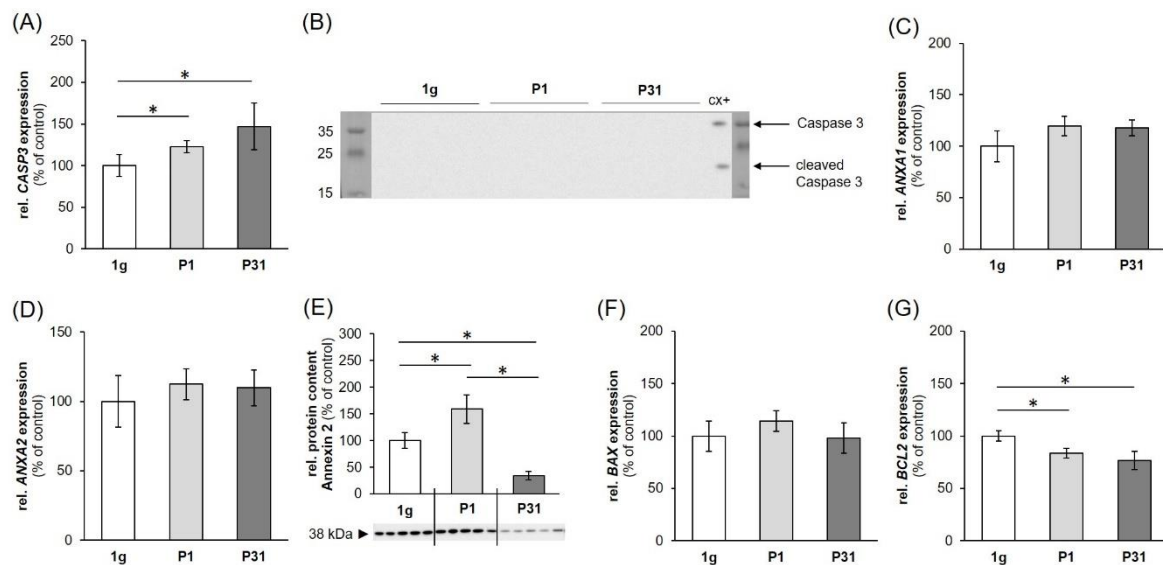 (A)
rel. CASP3 expression
(% of control)
250
200
150
100
50
0
*
*
1g
P1
P31
(B)
1g
P1
P31
cx+
35
25
15
Caspase 3
cleaved
Caspase 3
(C)
rel. ANXA1 expression
(% of control)
200
150
100
50
0
1g
P1
P31
(D)
rel. ANXA2 expression
(% of control)
150
100
50
0
1g
P1
P31
(E)
rel. protein content
Annexin 2 (% of control)
300
250
200
150
100
50
0
*
*
*
1g
P1
P31
38 kDa ►
(F)
rel. BAX expression
(% of control)
200
150
100
50
0
1g
P1
P31
(G)
rel. BCL2 expression
(% of control)
200
150
100
50
0
*
*
1g
P1
P31